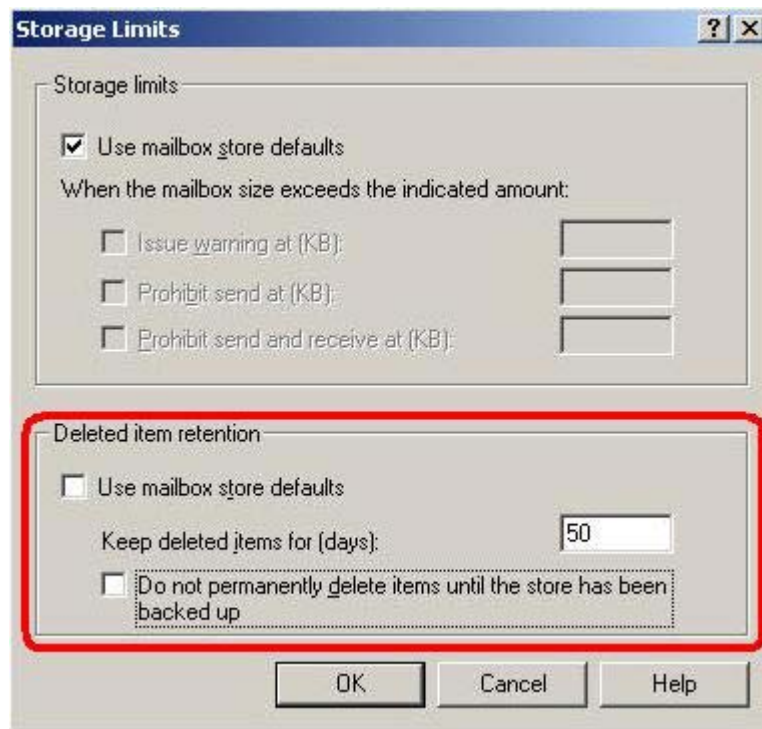 Storage Limits
Storage limits
Use mailbox store defaults
When the mailbox size exceeds the indicated amount:
Issue warning at (KB):
Prohibit send at (KB):
Prohibit send and receive at (KB):
Deleted item retention
Use mailbox store defaults
Keep deleted items for (days): 50
Do not permanently delete items until the store has been
backed up
OK Cancel Help